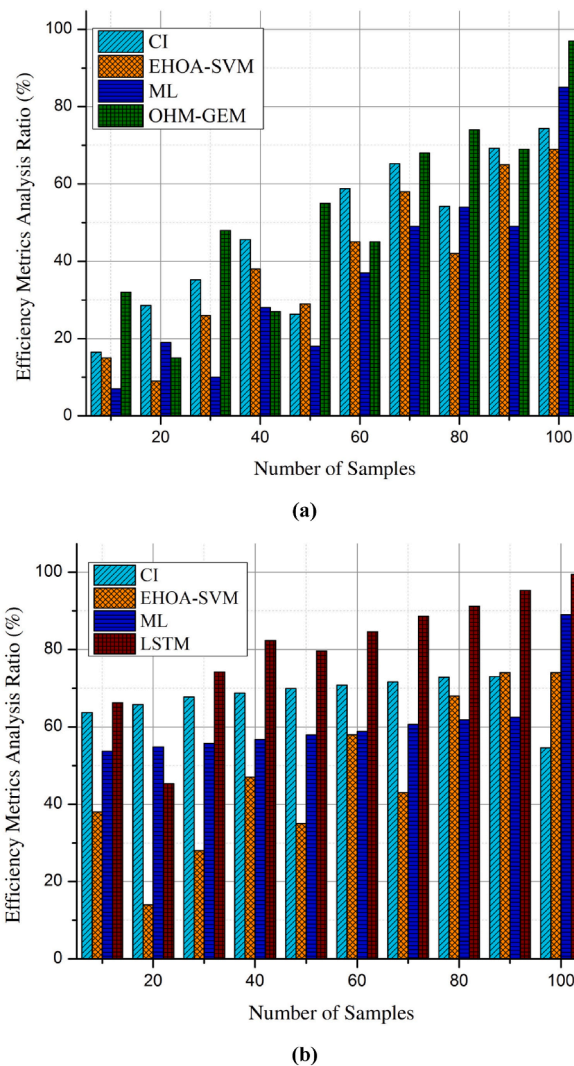 100
80
60
40
20
0
Efficiency Metrics Analysis Ratio (%)
CI
EHOA-SVM
ML
OHM-GEM
20 40 60 80 100
Number of Samples
(a)
100
80
60
40
20
0
Efficiency Metrics Analysis Ratio (%)
CI
EHOA-SVM
ML
LSTM
20 40 60 80 100
Number of Samples
(b)